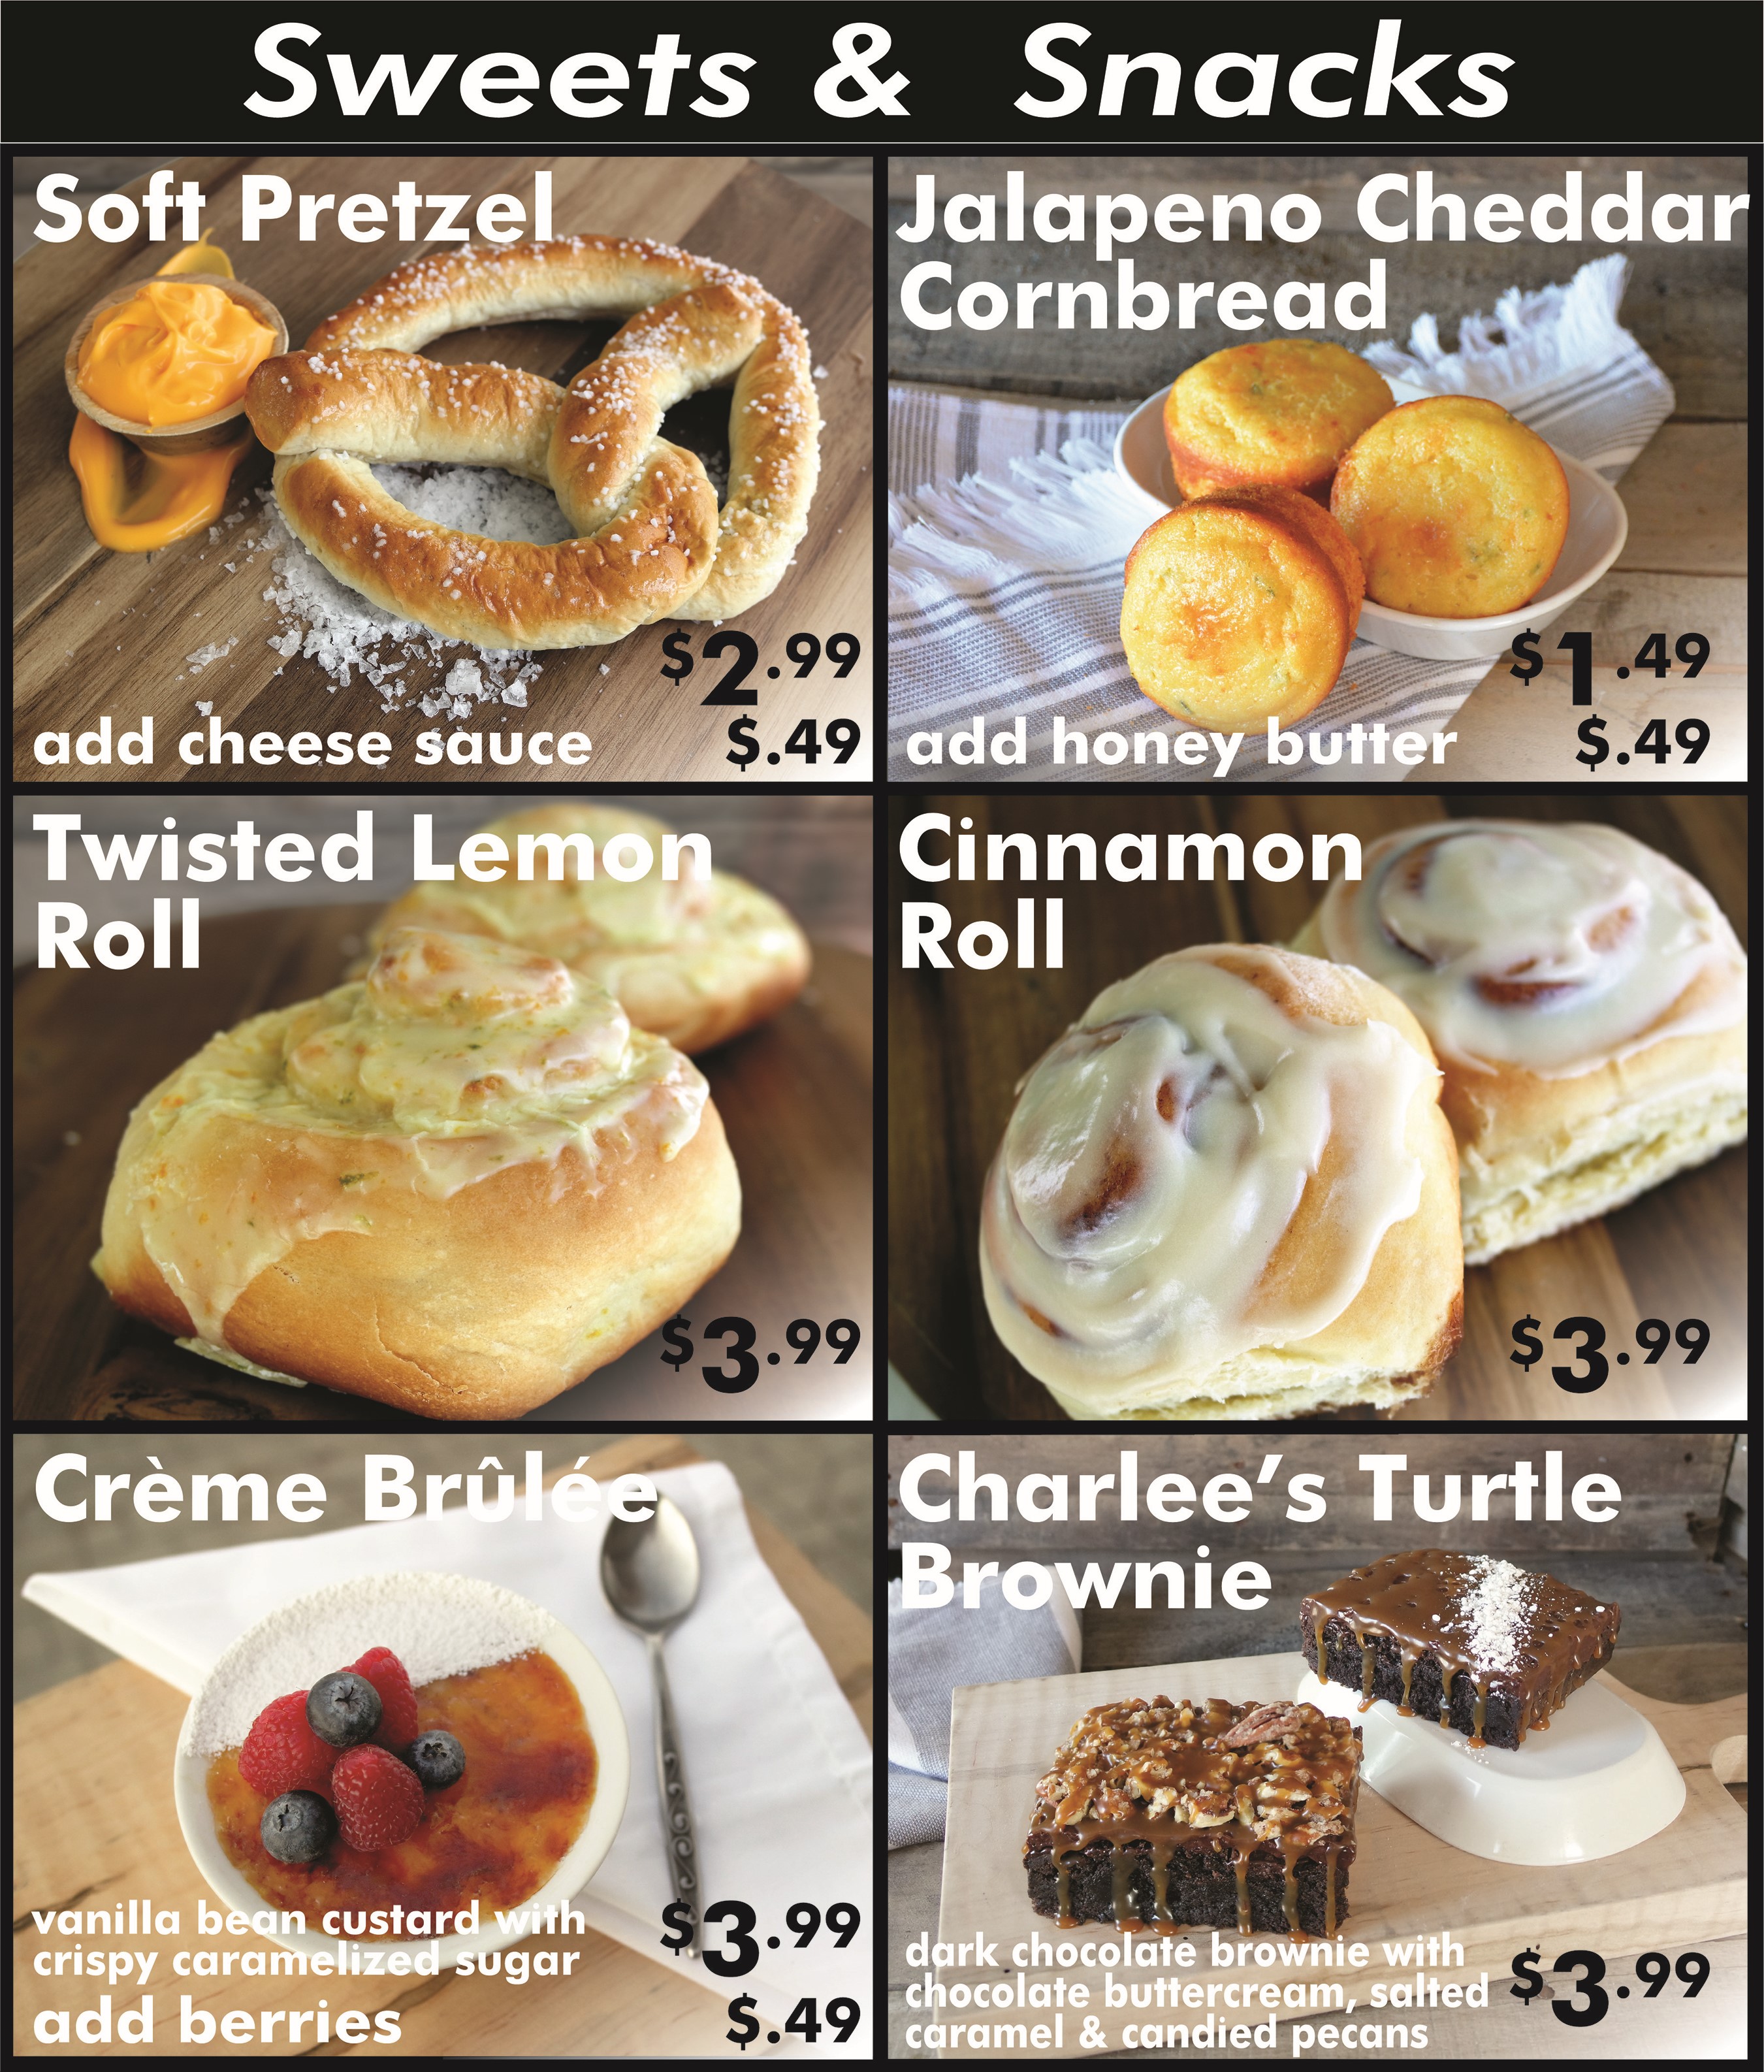 Sweets & Snacks
Soft Pretzel
$2.99
add cheese sauce $.49
Jalapeno Cheddar
Cornbread
$1.49
add honey butter $.49
Twisted Lemon
Roll
$3.99
Cinnamon
Roll
$3.99
Crème Brûlée
vanilla bean custard with
crispy caramelized sugar
$3.99
add berries $.49
Charlee’s Turtle
Brownie
dark chocolate brownie with
chocolate buttercream, salted
caramel & candied pecans
$3.99